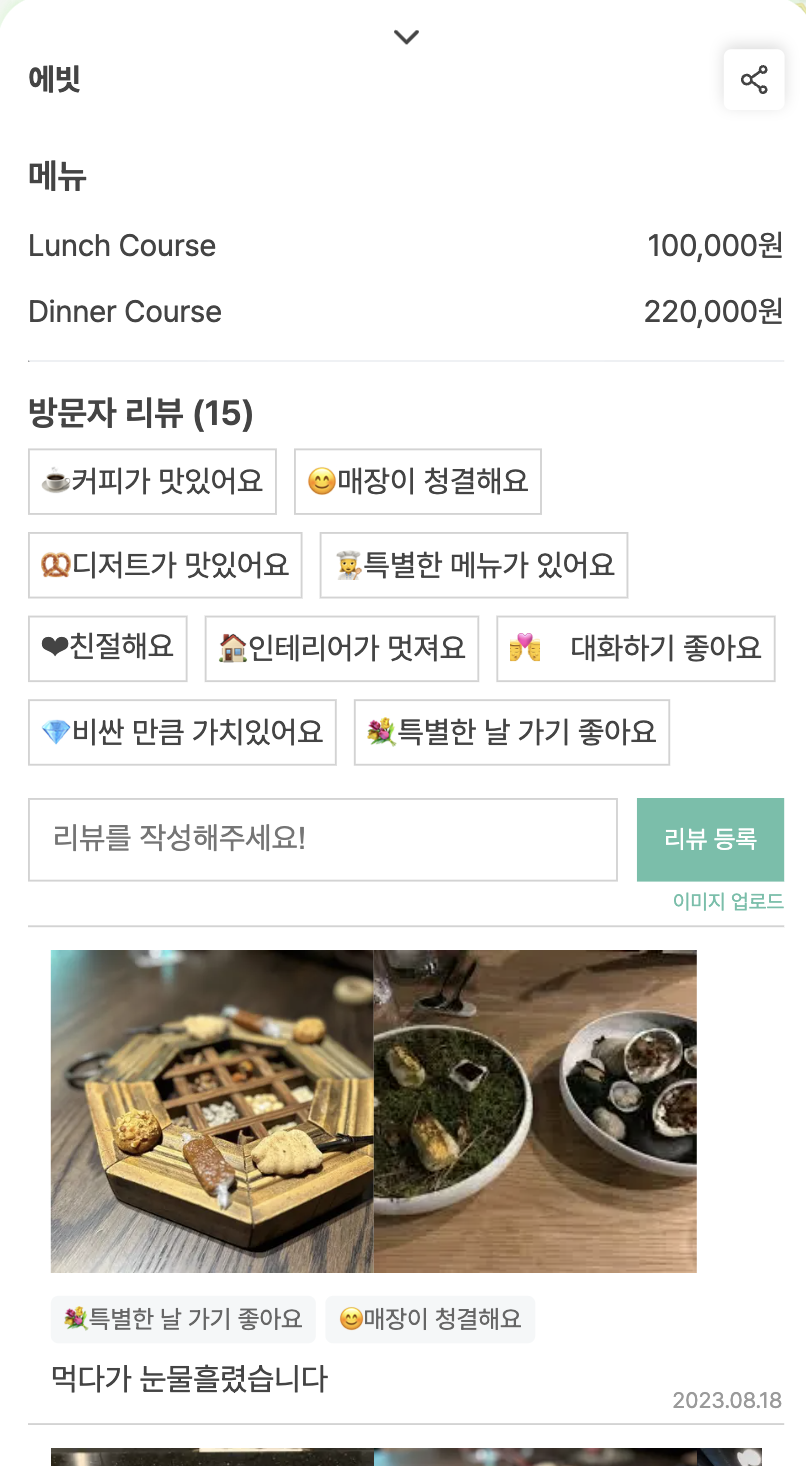 에빗
메뉴
Lunch Course 100,000원
Dinner Course 220,000원
방문자 리뷰 (15)
☕커피가 맛있어요 😊매장이 청결해요
🥨디저트가 맛있어요 👩‍🍳특별한 메뉴가 있어요
❤친절해요 🏠인테리어가 멋져요 대화하기 좋아요
💎비싼 만큼 가치있어요 💐특별한 날 가기 좋아요
리뷰를 작성해주세요! 리뷰 등록
이미지 업로드
💐특별한 날 가기 좋아요 😊매장이 청결해요
먹다가 눈물흘렸습니다
2023.08.18